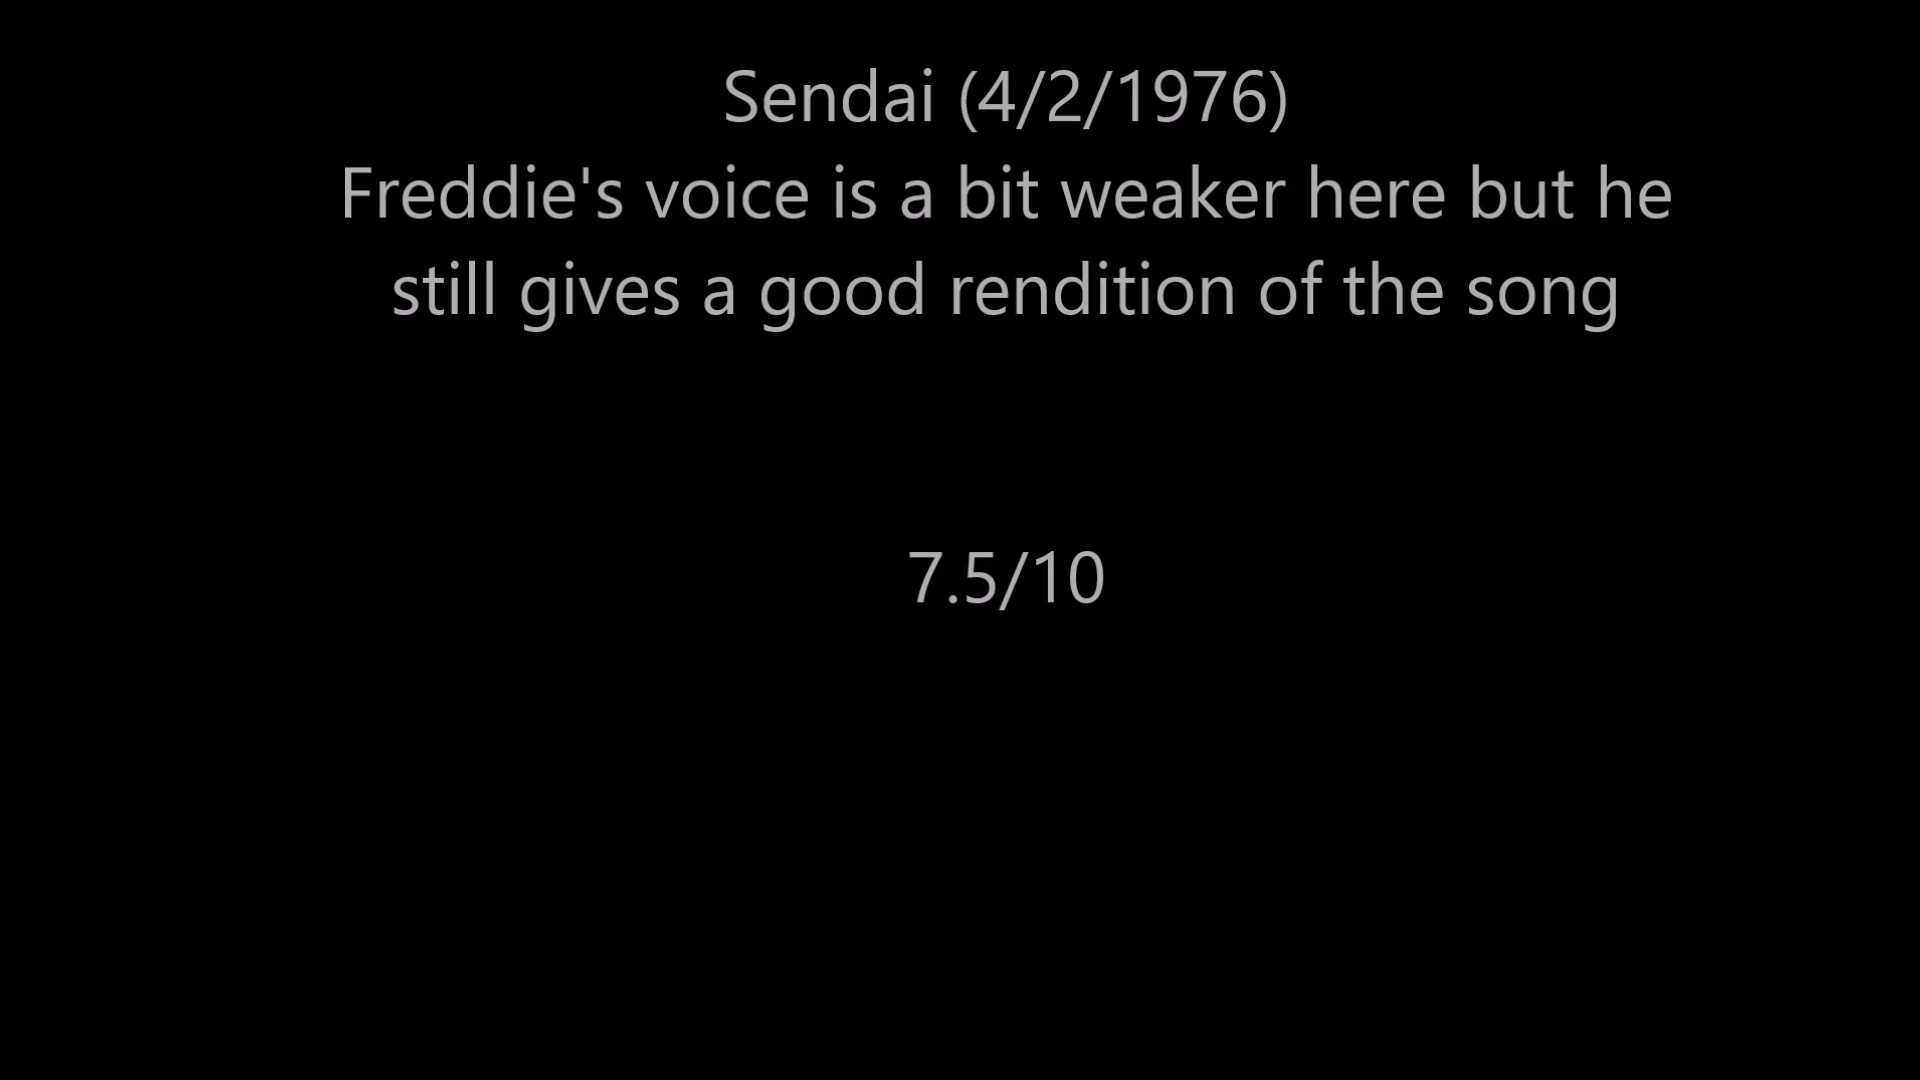 Sendai (4/2/1976)
Freddie's voice is a bit weaker here but he
still gives a good rendition of the song
7.5/10